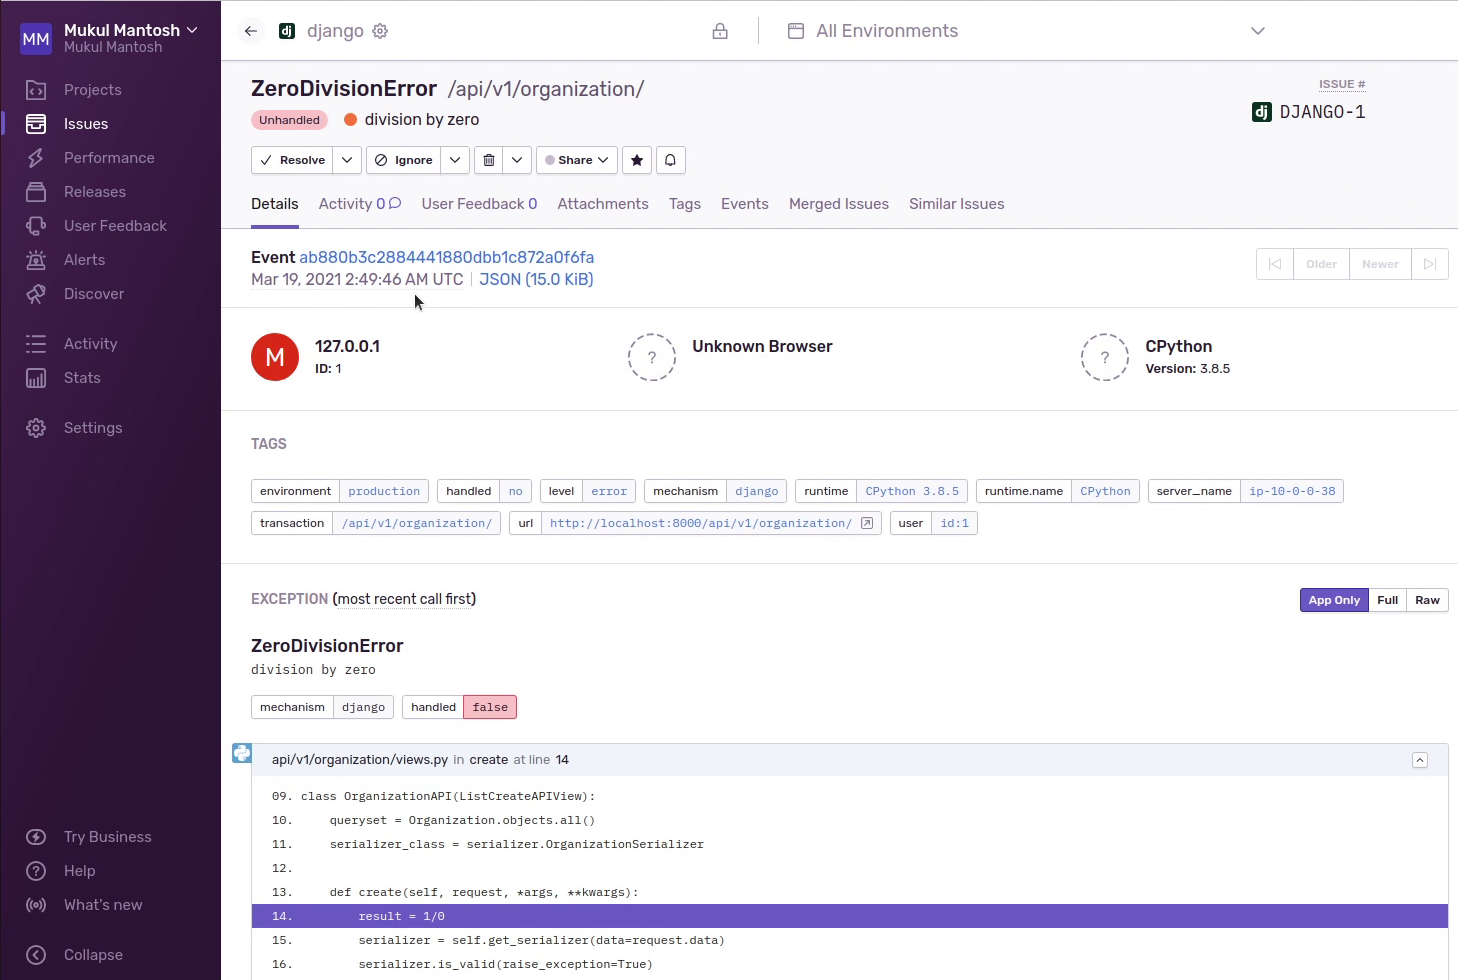 MM
Mukul Mantosh
Mukul Mantosh
Projects
Issues
Performance
Releases
User Feedback
Alerts
Discover
Activity
Stats
Settings
Try Business
Help
What's new
Collapse
dj django
All Environments
ZeroDivisionError /api/v1/organization/
Unhandled division by zero
ISSUE #
dj DJANGO-1
Resolve Ignore Share
Details Activity 0 User Feedback 0 Attachments Tags Events Merged Issues Similar Issues
Event ab880b3c2884441880dbb1c872a0f6fa
Mar 19, 2021 2:49:46 AM UTC | JSON (15.0 KiB)
Older Newer
M
127.0.0.1
ID: 1
?
Unknown Browser
?
CPython
Version: 3.8.5
TAGS
environment production handled no level error mechanism django runtime CPython 3.8.5 runtime.name CPython server_name ip-10-0-0-38
transaction /api/v1/organization/ url http://localhost:8000/api/v1/organization/ user id:1
EXCEPTION (most recent call first)
App Only Full Raw
ZeroDivisionError
division by zero
mechanism django handled false
api/v1/organization/views.py in create at line 14
09. class OrganizationAPI(ListCreateAPIView):
10. queryset = Organization.objects.all()
11. serializer_class = serializer.OrganizationSerializer
12.
13. def create(self, request, *args, **kwargs):
14. result = 1/0
15. serializer = self.get_serializer(data=request.data)
16. serializer.is_valid(raise_exception=True)